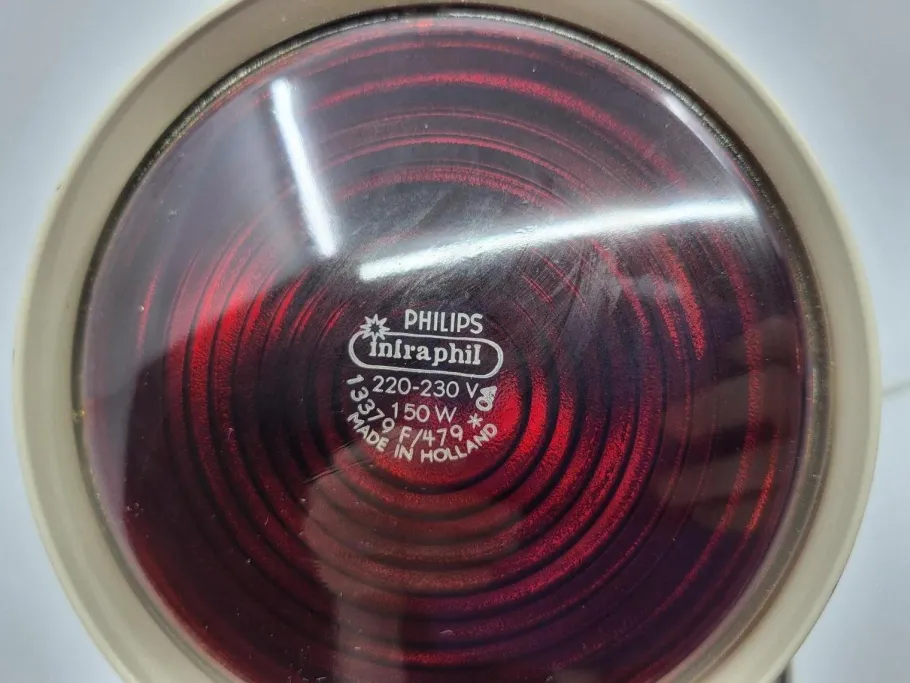 PHILIPS
infraphil
220-230 V
150 W
13379 F/479 *
MADE IN HOLLAND